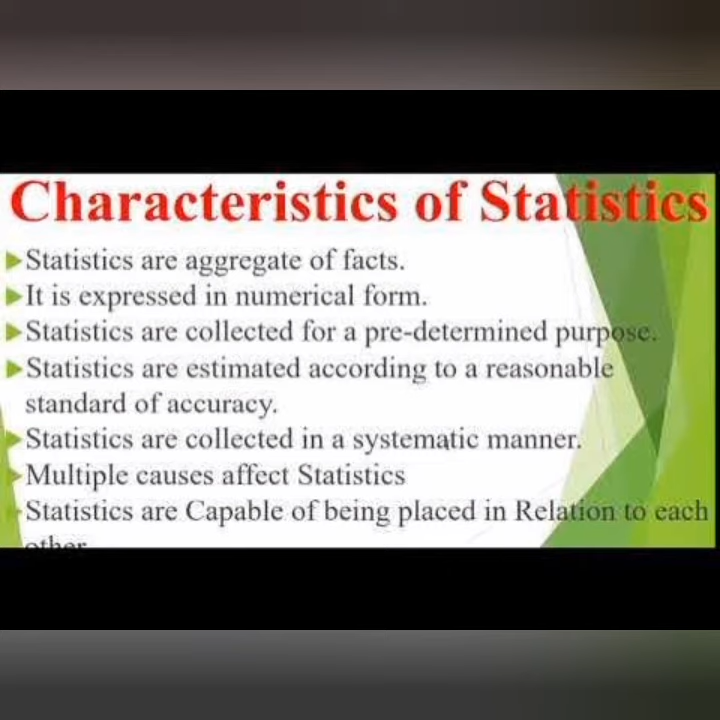 Characteristics of Statistics
Statistics are aggregate of facts.
It is expressed in numerical form.
Statistics are collected for a pre-determined purpose.
Statistics are estimated according to a reasonable
standard of accuracy.
Statistics are collected in a systematic manner.
Multiple causes affect Statistics
Statistics are Capable of being placed in Relation to each
other